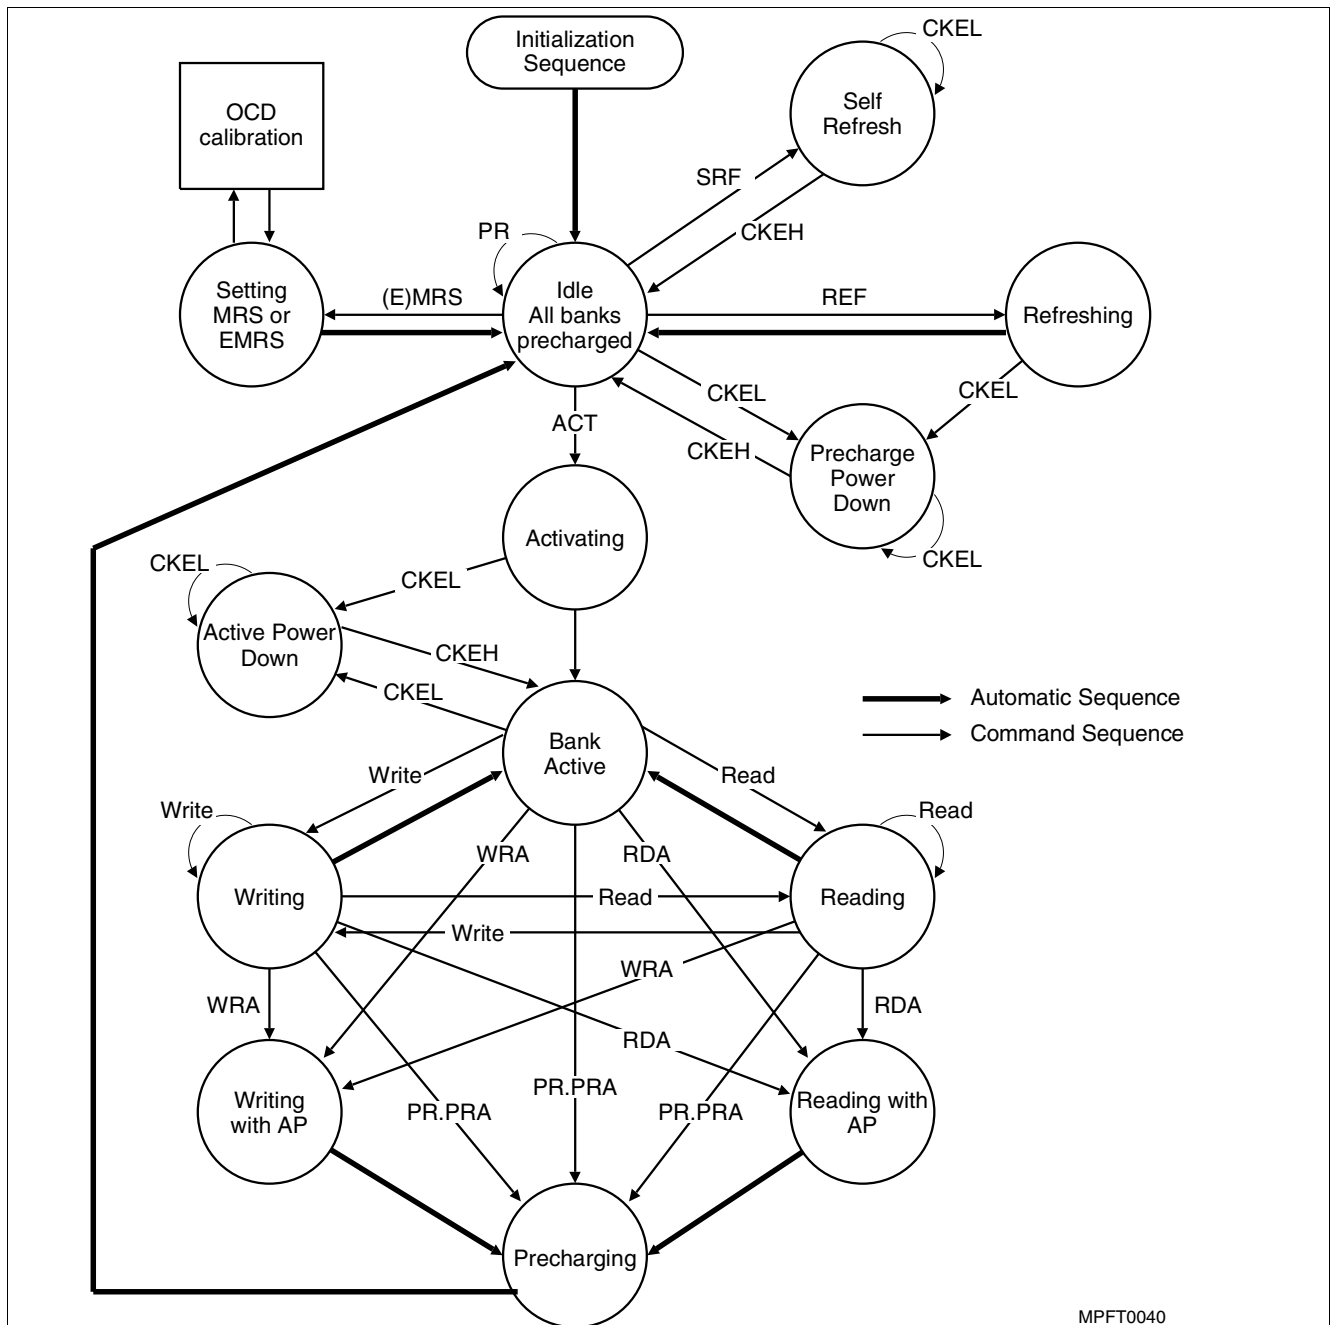 Initialization
Sequence
CKEL
Self
Refresh
OCD
calibration
SRF
CKEH
PR
Setting
MRS or
EMRS
(E)MRS
Idle
All banks
precharged
REF
Refreshing
CKEL
CKEL
CKEH
ACT
Precharge
Power
Down
CKEL
Activating
CKEL
CKEL
Active Power
Down
CKEH
CKEL
Automatic Sequence
Command Sequence
Bank
Active
Write
Read
Write
Read
WRA
RDA
Writing
Read
Reading
Write
WRA
WRA
RDA
RDA
Writing
with AP
PR.PRA
PR.PRA
PR.PRA
Reading with
AP
Precharging
MPFT0040